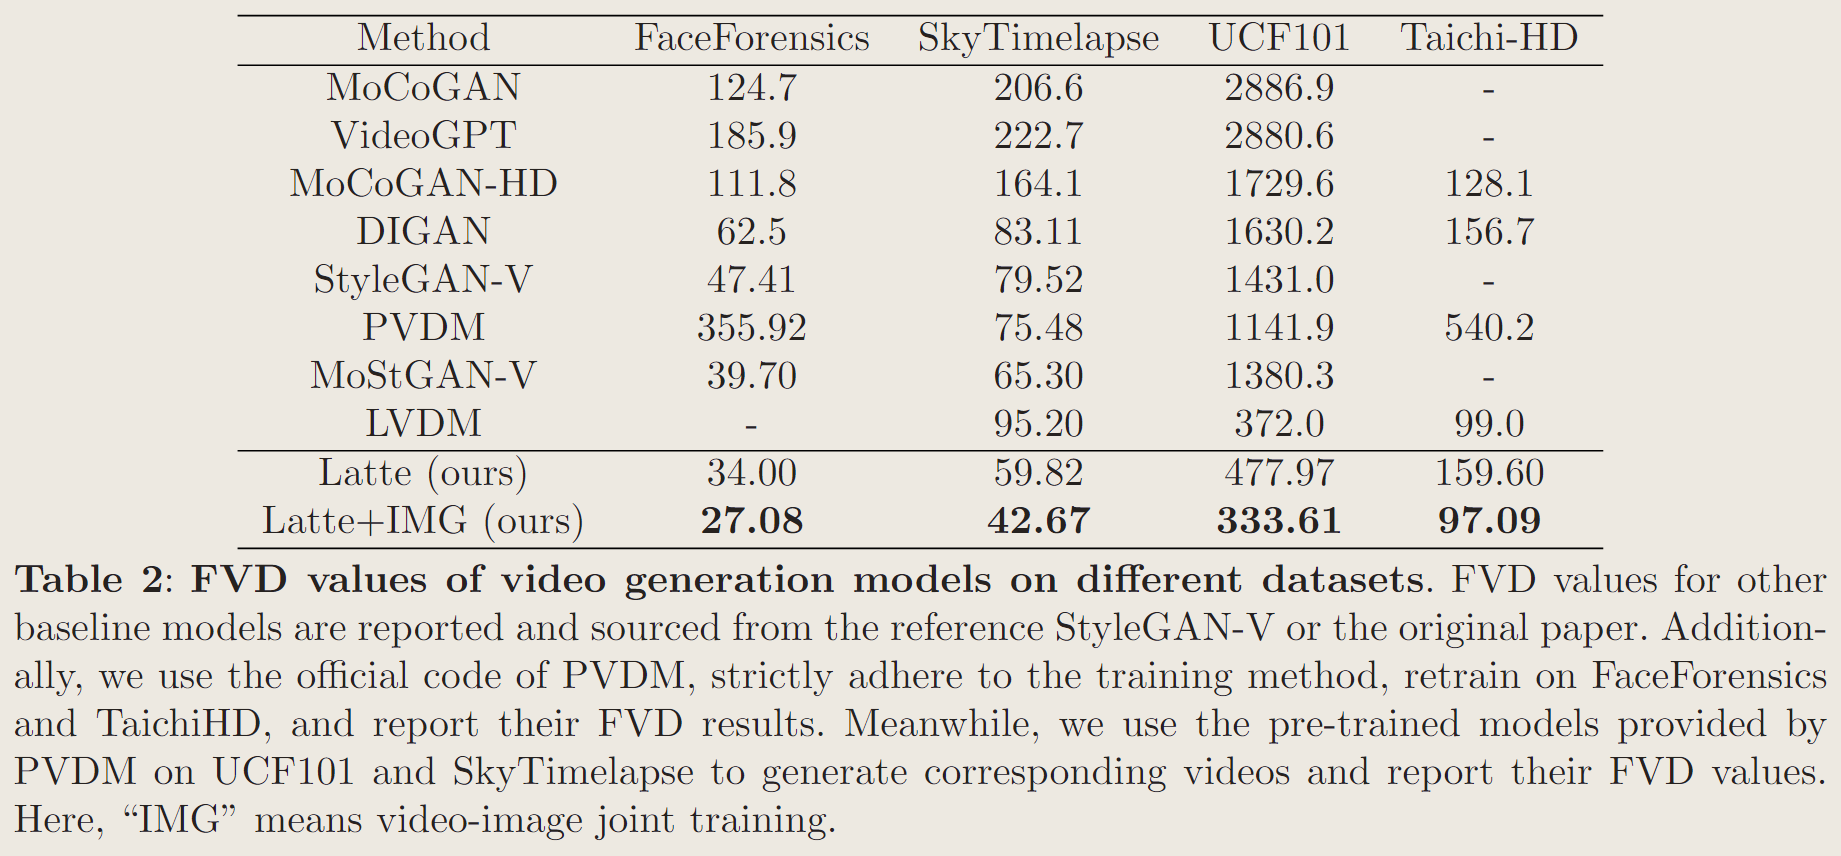 Method FaceForensics SkyTimelapse UCF101 Taichi-HD
MoCoGAN 124.7 206.6 2886.9 -
VideoGPT 185.9 222.7 2880.6 -
MoCoGAN-HD 111.8 164.1 1729.6 128.1
DIGAN 62.5 83.11 1630.2 156.7
StyleGAN-V 47.41 79.52 1431.0 -
PVDM 355.92 75.48 1141.9 540.2
MoStGAN-V 39.70 65.30 1380.3 -
LVDM - 95.20 372.0 99.0
Latte (ours) 34.00 59.82 477.97 159.60
Latte+IMG (ours) 27.08 42.67 333.61 97.09
Table 2: FVD values of video generation models on different datasets. FVD values for other
baseline models are reported and sourced from the reference StyleGAN-V or the original paper. Addition-
ally, we use the official code of PVDM, strictly adhere to the training method, retrain on FaceForensics
and TaichiHD, and report their FVD results. Meanwhile, we use the pre-trained models provided by
PVDM on UCF101 and SkyTimelapse to generate corresponding videos and report their FVD values.
Here, “IMG” means video-image joint training.